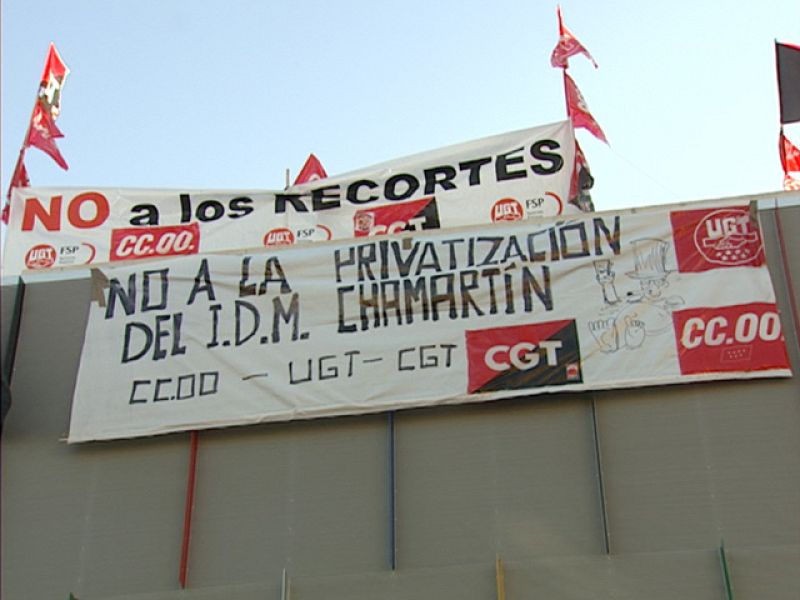 NO a los RECORTES
UGT FSP CC.OO. UGT FSP CGT UGT FSP
NO A LA PRIVATIZACIÓN
DEL I.D.M. CHAMARTÍN
CC.OO - UGT - CGT
CGT
UGT
CC.OO.